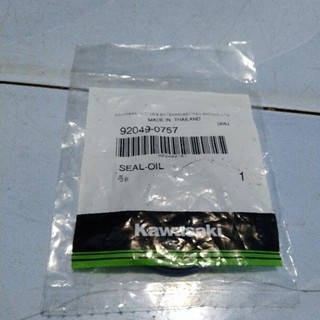 MADE IN THAILAND
92049-0757
SEAL-OIL
1
Kawasaki